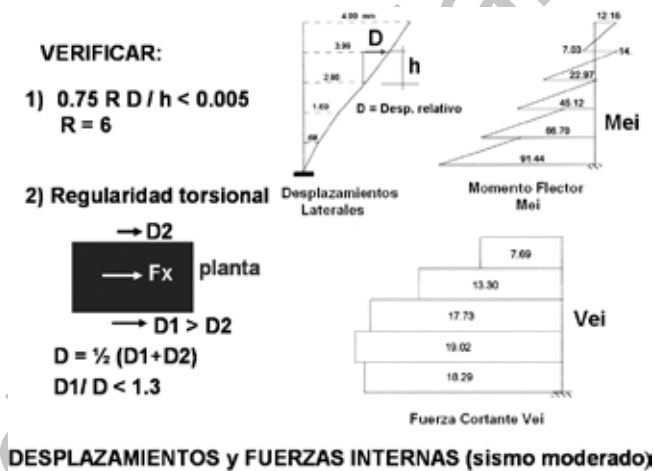 VERIFICAR:
1) 0.75 R D / h < 0.005
R = 6
4.99 mm
3.99
D
h
2.90
D = Desp. relativo
1.69
Desplazamientos
Laterales
12.16
7.03
14.
22.97
45.12
66.70
91.44
Mei
Momento Flector
Mei
2) Regularidad torsional
D2
Fx
planta
D1 > D2
D = ½ (D1+D2)
D1/ D < 1.3
7.69
13.30
17.73
19.02
18.29
Vei
Fuerza Cortante Vei
DESPLAZAMIENTOS y FUERZAS INTERNAS (sismo moderado)